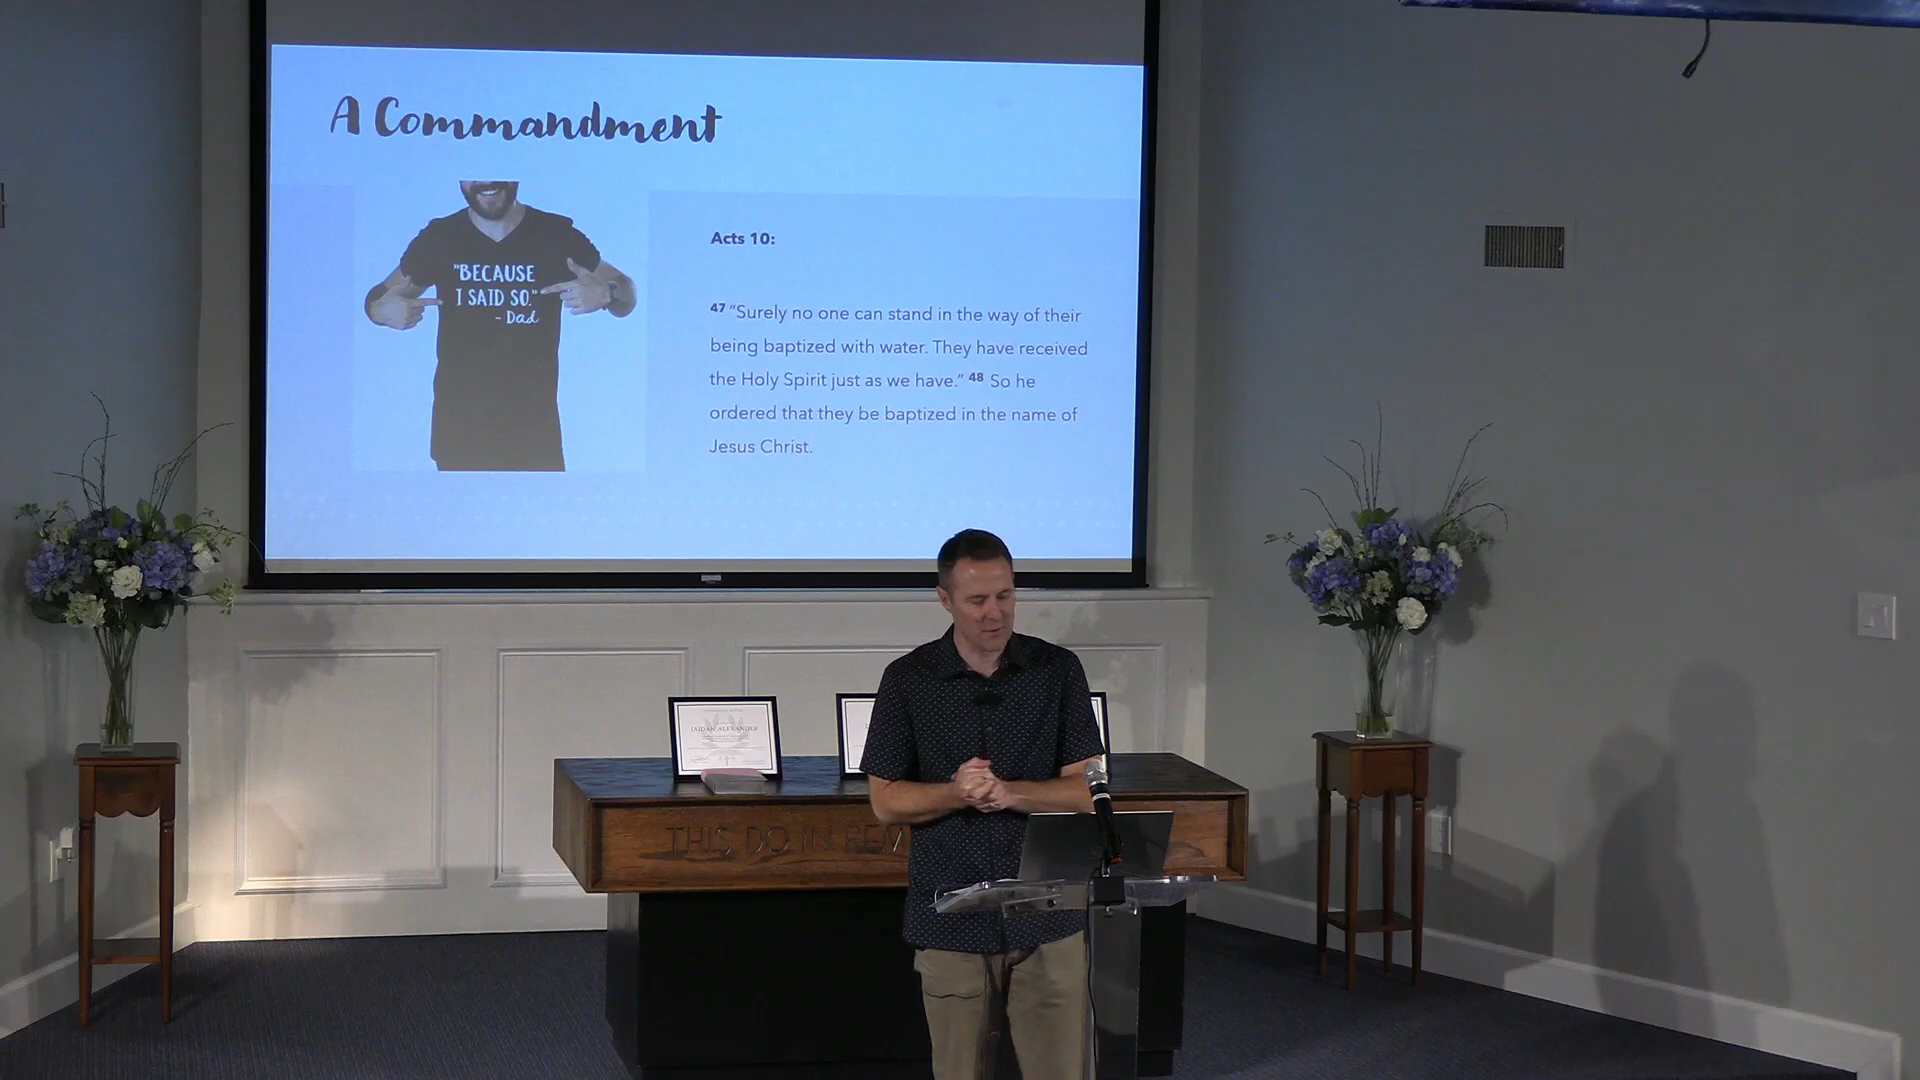 A Commandment
"BECAUSE
I SAID SO."
- Dad
Acts 10:
47 "Surely no one can stand in the way of their
being baptized with water. They have received
the Holy Spirit just as we have." 48 So he
ordered that they be baptized in the name of
Jesus Christ.
JAIDAN ALEXANDER
THIS DO IN REM